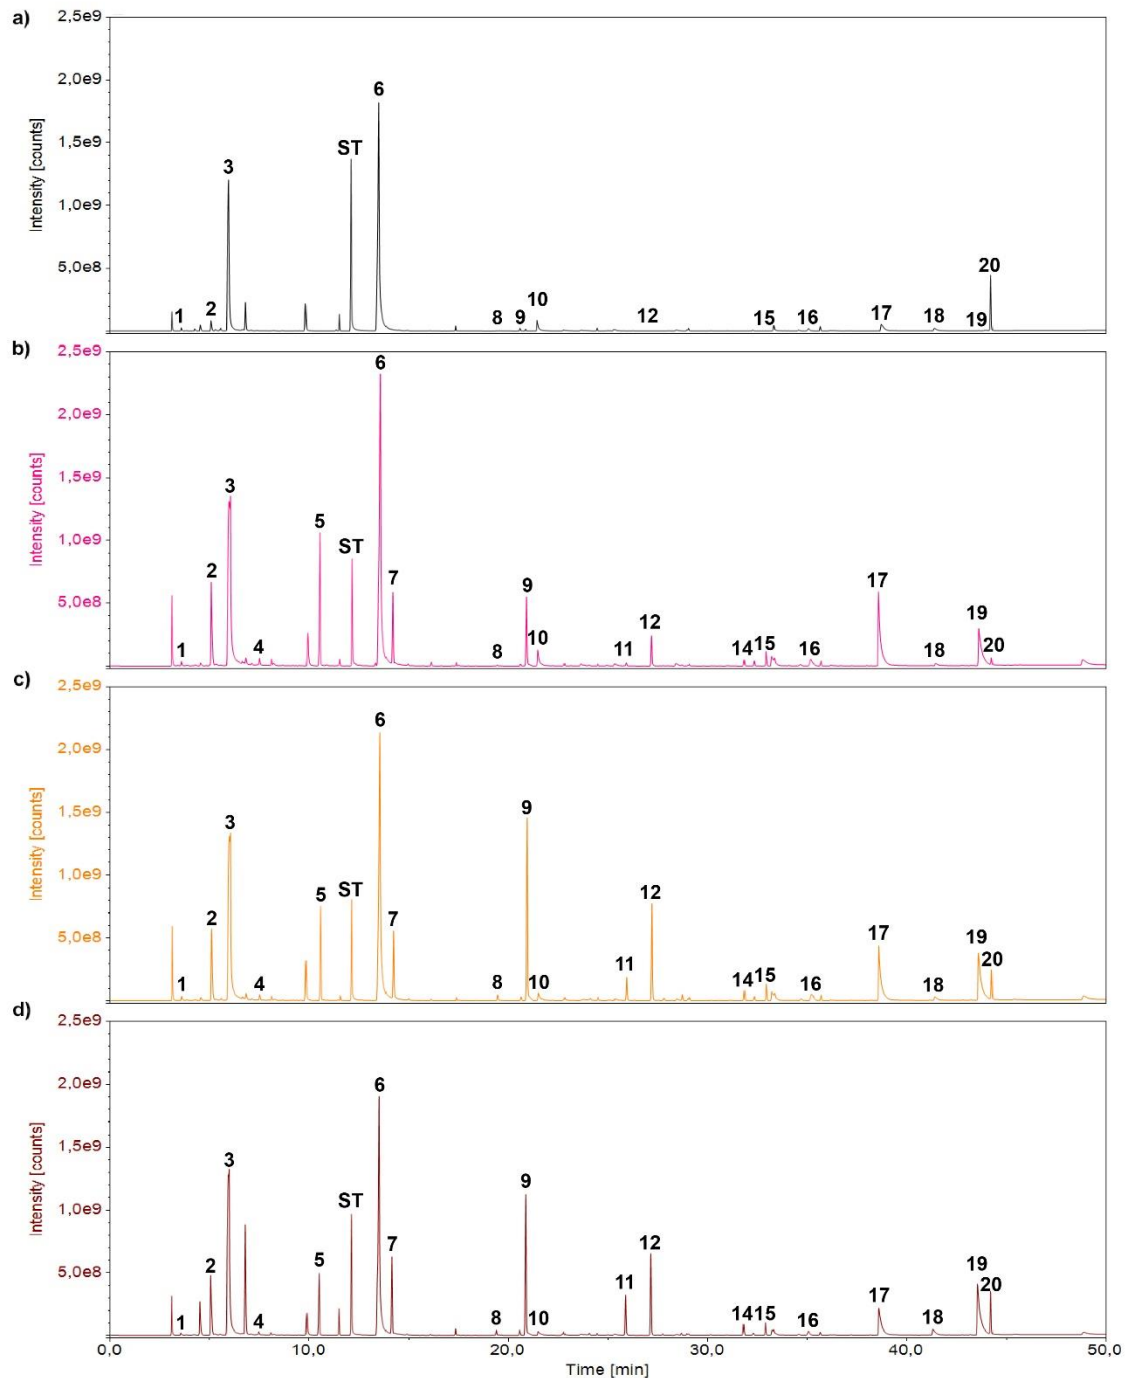 a)
2,5e9
2,0e9
1,5e9
1,0e9
5,0e8
Intensity [counts]
1
2
3
ST
6
8
9
10
12
15
16
17
18
19
20
b)
2,5e9
2,0e9
1,5e9
1,0e9
5,0e8
Intensity [counts]
1
2
3
4
5
ST
6
7
8
9
10
11
12
14
15
16
17
18
19
20
c)
2,5e9
2,0e9
1,5e9
1,0e9
5,0e8
Intensity [counts]
1
2
3
4
5
ST
6
7
8
9
10
11
12
14
15
16
17
18
19
20
d)
2,5e9
2,0e9
1,5e9
1,0e9
5,0e8
Intensity [counts]
1
2
3
4
5
ST
6
7
8
9
10
11
12
14
15
16
17
18
19
20
0,0 10,0 20,0 30,0 40,0 50,0
Time [min]